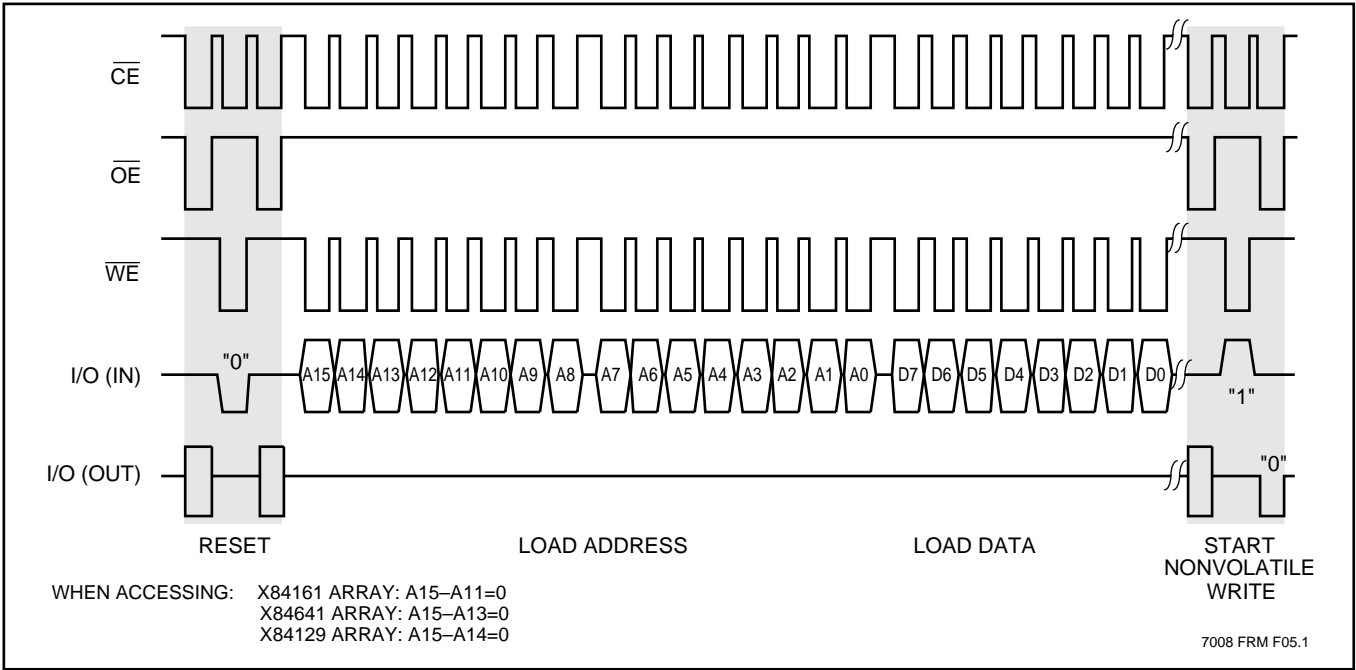 CE
OE
WE
I/O (IN) "0" A15 A14 A13 A12 A11 A10 A9 A8 A7 A6 A5 A4 A3 A2 A1 A0 D7 D6 D5 D4 D3 D2 D1 D0 "1"
I/O (OUT) "0"
RESET LOAD ADDRESS LOAD DATA START
NONVOLATILE
WRITE
WHEN ACCESSING: X84161 ARRAY: A15–A11=0
X84641 ARRAY: A15–A13=0
X84129 ARRAY: A15–A14=0
7008 FRM F05.1